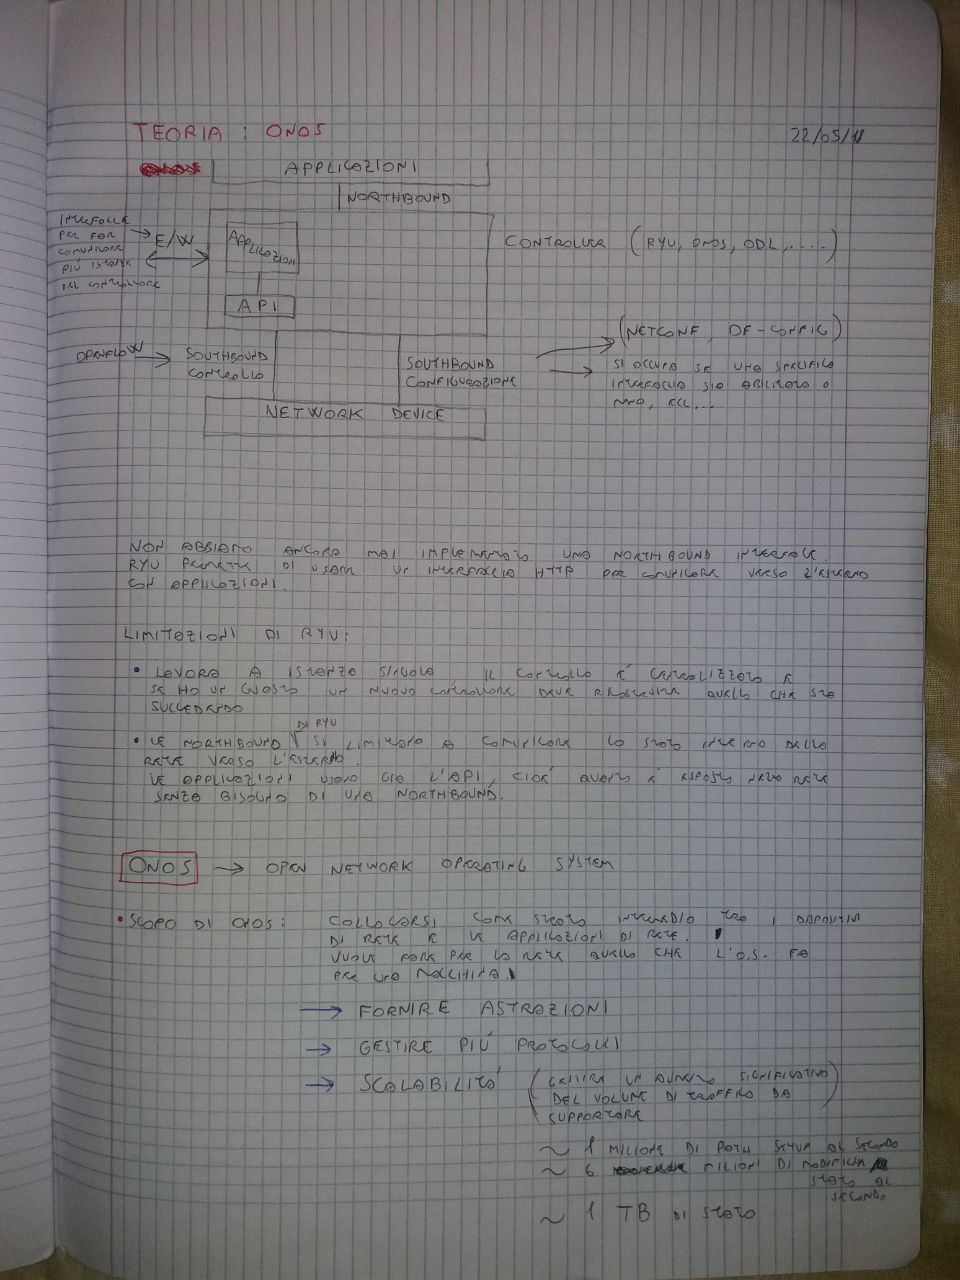 TEORIA : ONOS
22/05/18
APPLICAZIONI
NORTHBOUND
INTERFACCE
PER FAR
COMUNICARE
PIÙ ISTANZE
DEL CONTROLLORE
E/W
APPLICAZIONI
API
CONTROLLER (RYU, ONOS, ODL, .....)
OPENFLOW
SOUTHBOUND
CONTROLLO
SOUTHBOUND
CONFIGURAZIONE
(NETCONF, OF-CONFIG)
SI OCCUPA SE UNA SPECIFICA
INTERFACCIA SIA ABILITATA O
NO, ECC,...
NETWORK DEVICE
NON ABBIAMO ANCORA MAI IMPLEMENTATO UNA NORTHBOUND INTERFACE.
RYU PERMETTE DI USARE UN INTERFACCIA HTTP PER COMUNICARE VERSO L'ESTERNO
CON APPLICAZIONI.
LIMITAZIONI DI RYU:
• LAVORA A ISTANZA SINGOLA IL CONTROLLO È CENTRALIZZATO E
SE HO UN GUASTO UN NUOVO CONTROLLORE DEVE RICOSTRUIRE QUELLO CHE STA
SUCCEDENDO
DI RYU
• LE NORTHBOUND SI LIMITANO A COMUNICARE LO STATO INTERNO DELLA
RETE VERSO L'ESTERNO.
LE APPLICAZIONI USANO GIÀ L'API, CIOÈ QUANTO È ESPOSTO NELLA RETE
SENZA BISOGNO DI UNA NORTHBOUND.
ONOS → OPEN NETWORK OPERATING SYSTEM
• SCOPO DI ONOS: COLLOCARSI COME STRATO INTERMEDIO TRA I DISPOSITIVI
DI RETE E LE APPLICAZIONI DI RETE.
VUOLE FARE PER LA RETE QUELLO CHE L'O.S. FA
PER UNA MACCHINA.
→ FORNIRE ASTRAZIONI
→ GESTIRE PIÙ PROTOCOLLI
→ SCALABILITÀ (GESTIRE UN AUMENTO SIGNIFICATIVO
DEL VOLUME DI TRAFFICO DA
SUPPORTARE)
~ 1 MILIONE DI PATH SETUP AL SECONDO
~ 6 MILIONI DI MODIFICHE
STATO AL
SECONDO
~ 1 TB DI STATO